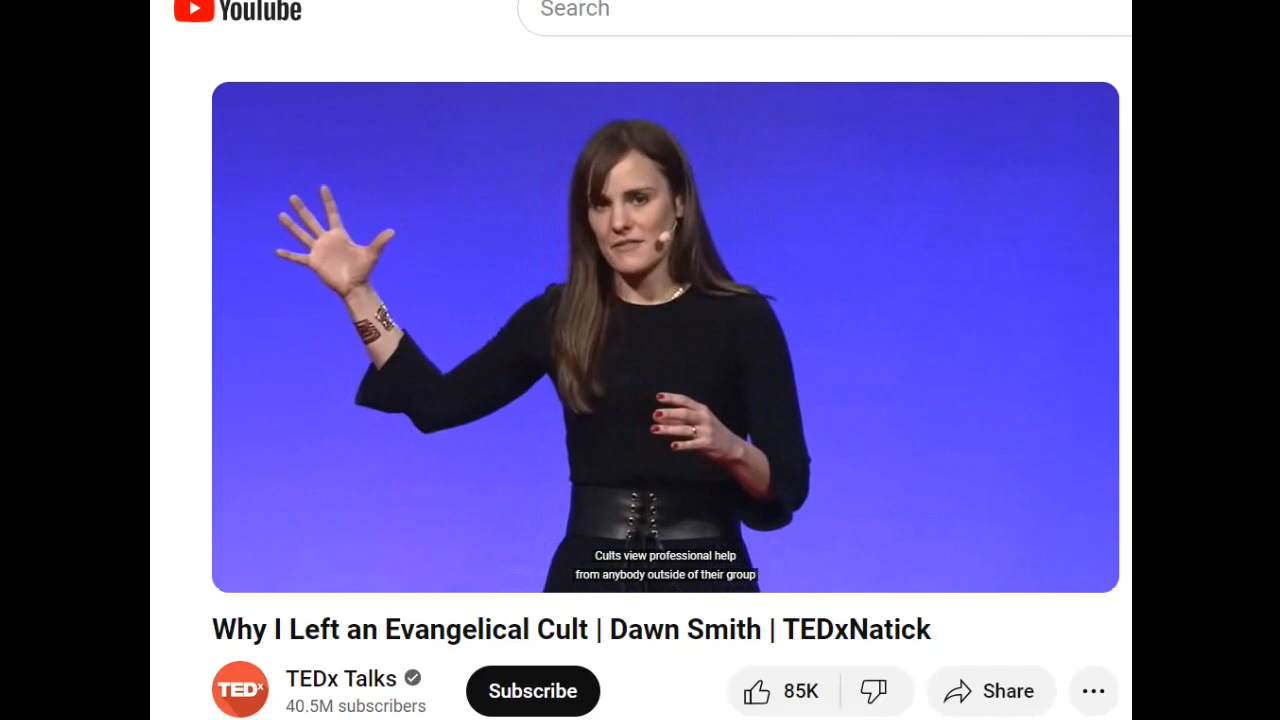 YouTube
Search
Cults view professional help
from anybody outside of their group
Why I Left an Evangelical Cult | Dawn Smith | TEDxNatick
TEDx
TEDx Talks
40.5M subscribers
Subscribe
85K
Share